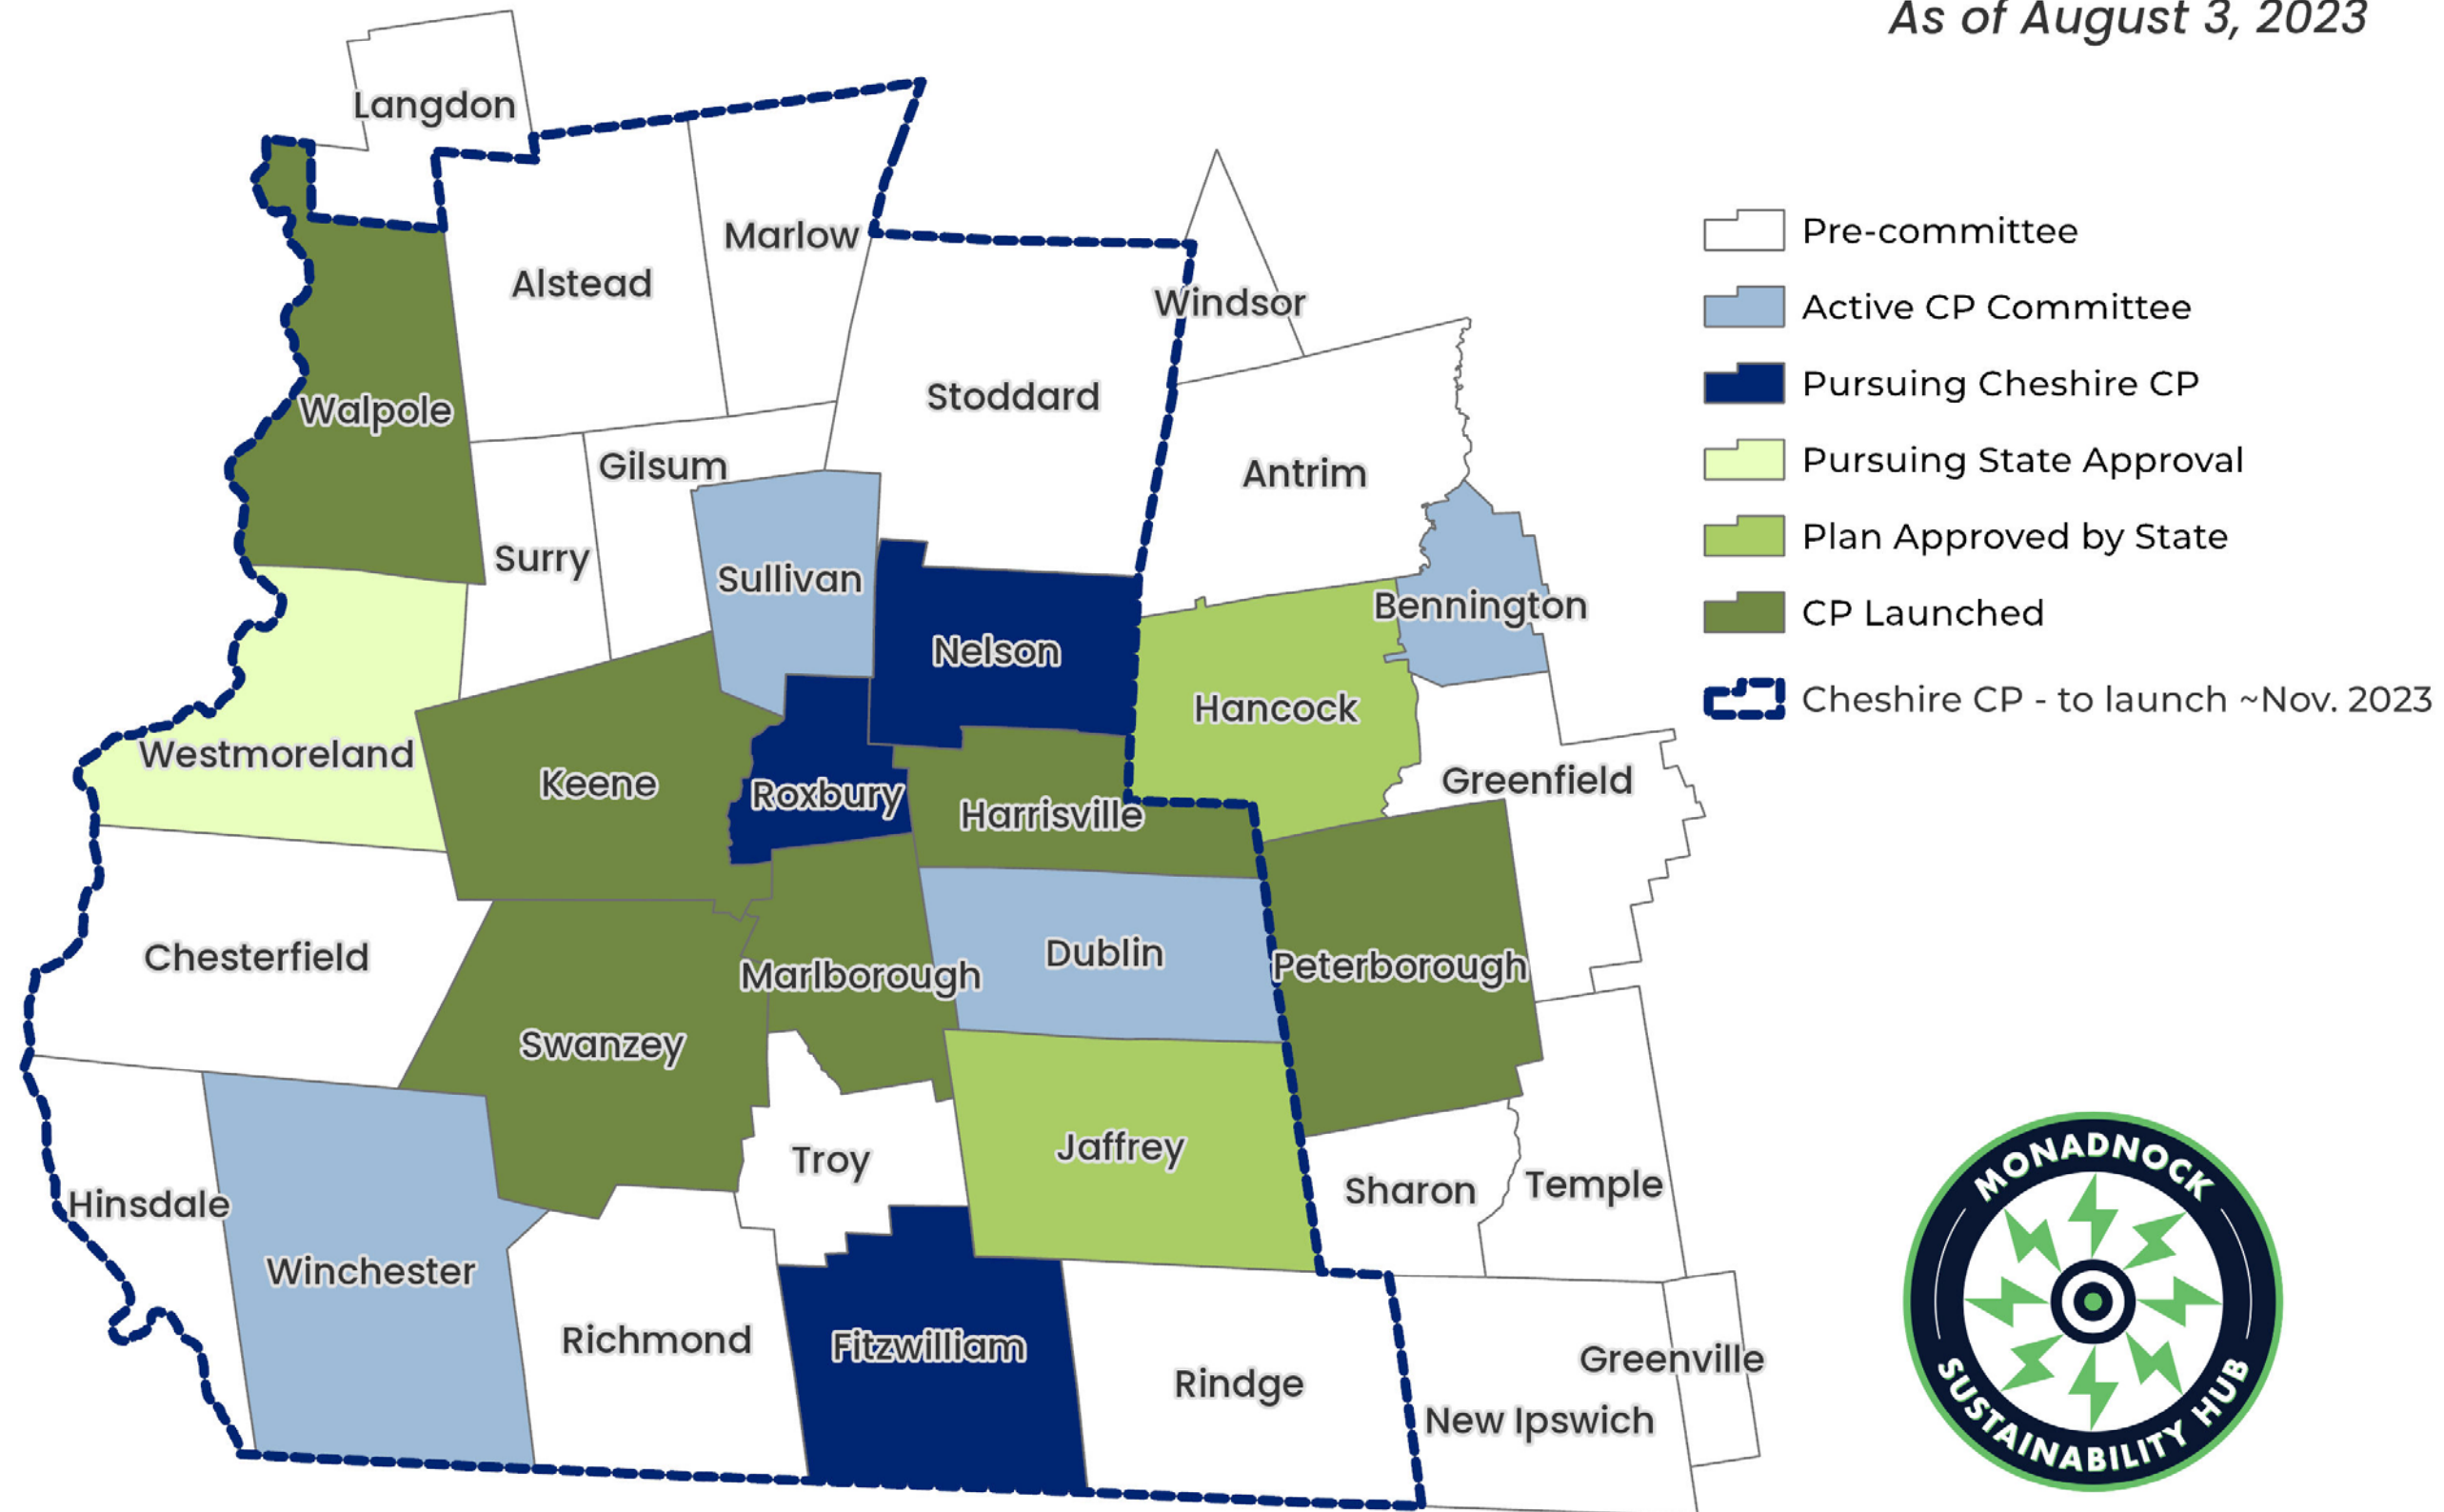 As of August 3, 2023
Langdon
Marlow
Alstead
Windsor
Stoddard
Walpole
Gilsum
Antrim
Surry
Sullivan
Bennington
Nelson
Hancock
Westmoreland
Keene
Roxbury
Harrisville
Greenfield
Chesterfield
Dublin
Marlborough
Peterborough
Swanzey
Troy
Jaffrey
Sharon
Temple
Hinsdale
Winchester
Richmond
Fitzwilliam
Rindge
Greenville
New Ipswich
Pre-committee
Active CP Committee
Pursuing Cheshire CP
Pursuing State Approval
Plan Approved by State
CP Launched
Cheshire CP - to launch ~Nov. 2023
MONADNOCK
SUSTAINABILITY HUB